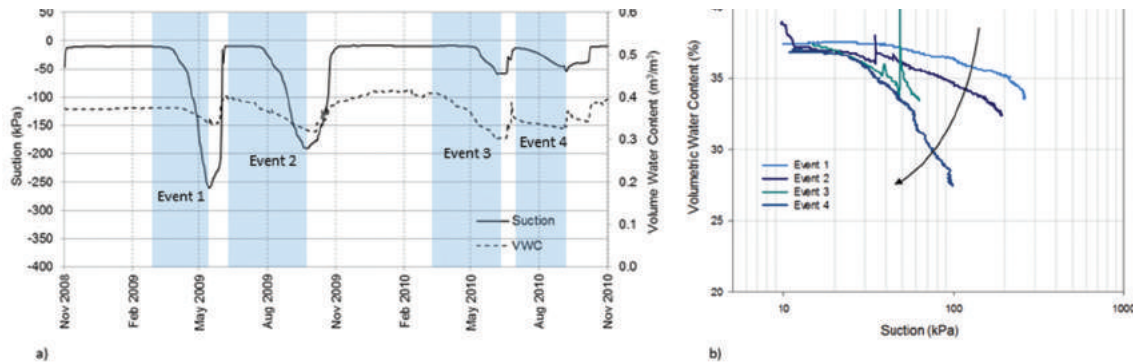 50
0
-50
-100
-150
-200
-250
-300
-350
-400
Suction (kPa)
0.6
0.5
0.4
0.3
0.2
0.1
0.0
Volume Water Content (m³/m³)
Event 1
Event 2
Event 3
Event 4
Suction
VWC
Nov 2008
Feb 2009
May 2009
Aug 2009
Nov 2009
Feb 2010
May 2010
Aug 2010
Nov 2010
a)
40
35
30
25
20
Volumetric Water Content (%)
Event 1
Event 2
Event 3
Event 4
10
100
1000
Suction (kPa)
b)